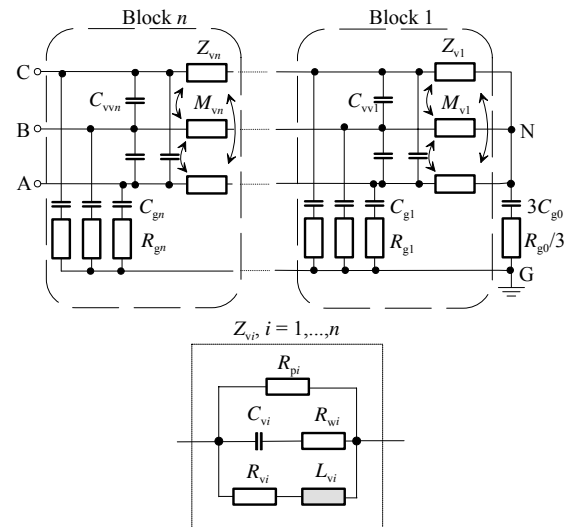 Block n Block 1
Z_vn Z_v1
C
C_vvn M_vn C_vv1 M_v1
B N
A
C_gn C_g1 3C_g0
R_gn R_g1 R_g0/3
G
Z_vi, i = 1,...,n
R_pi
C_vi R_wi
R_vi L_vi